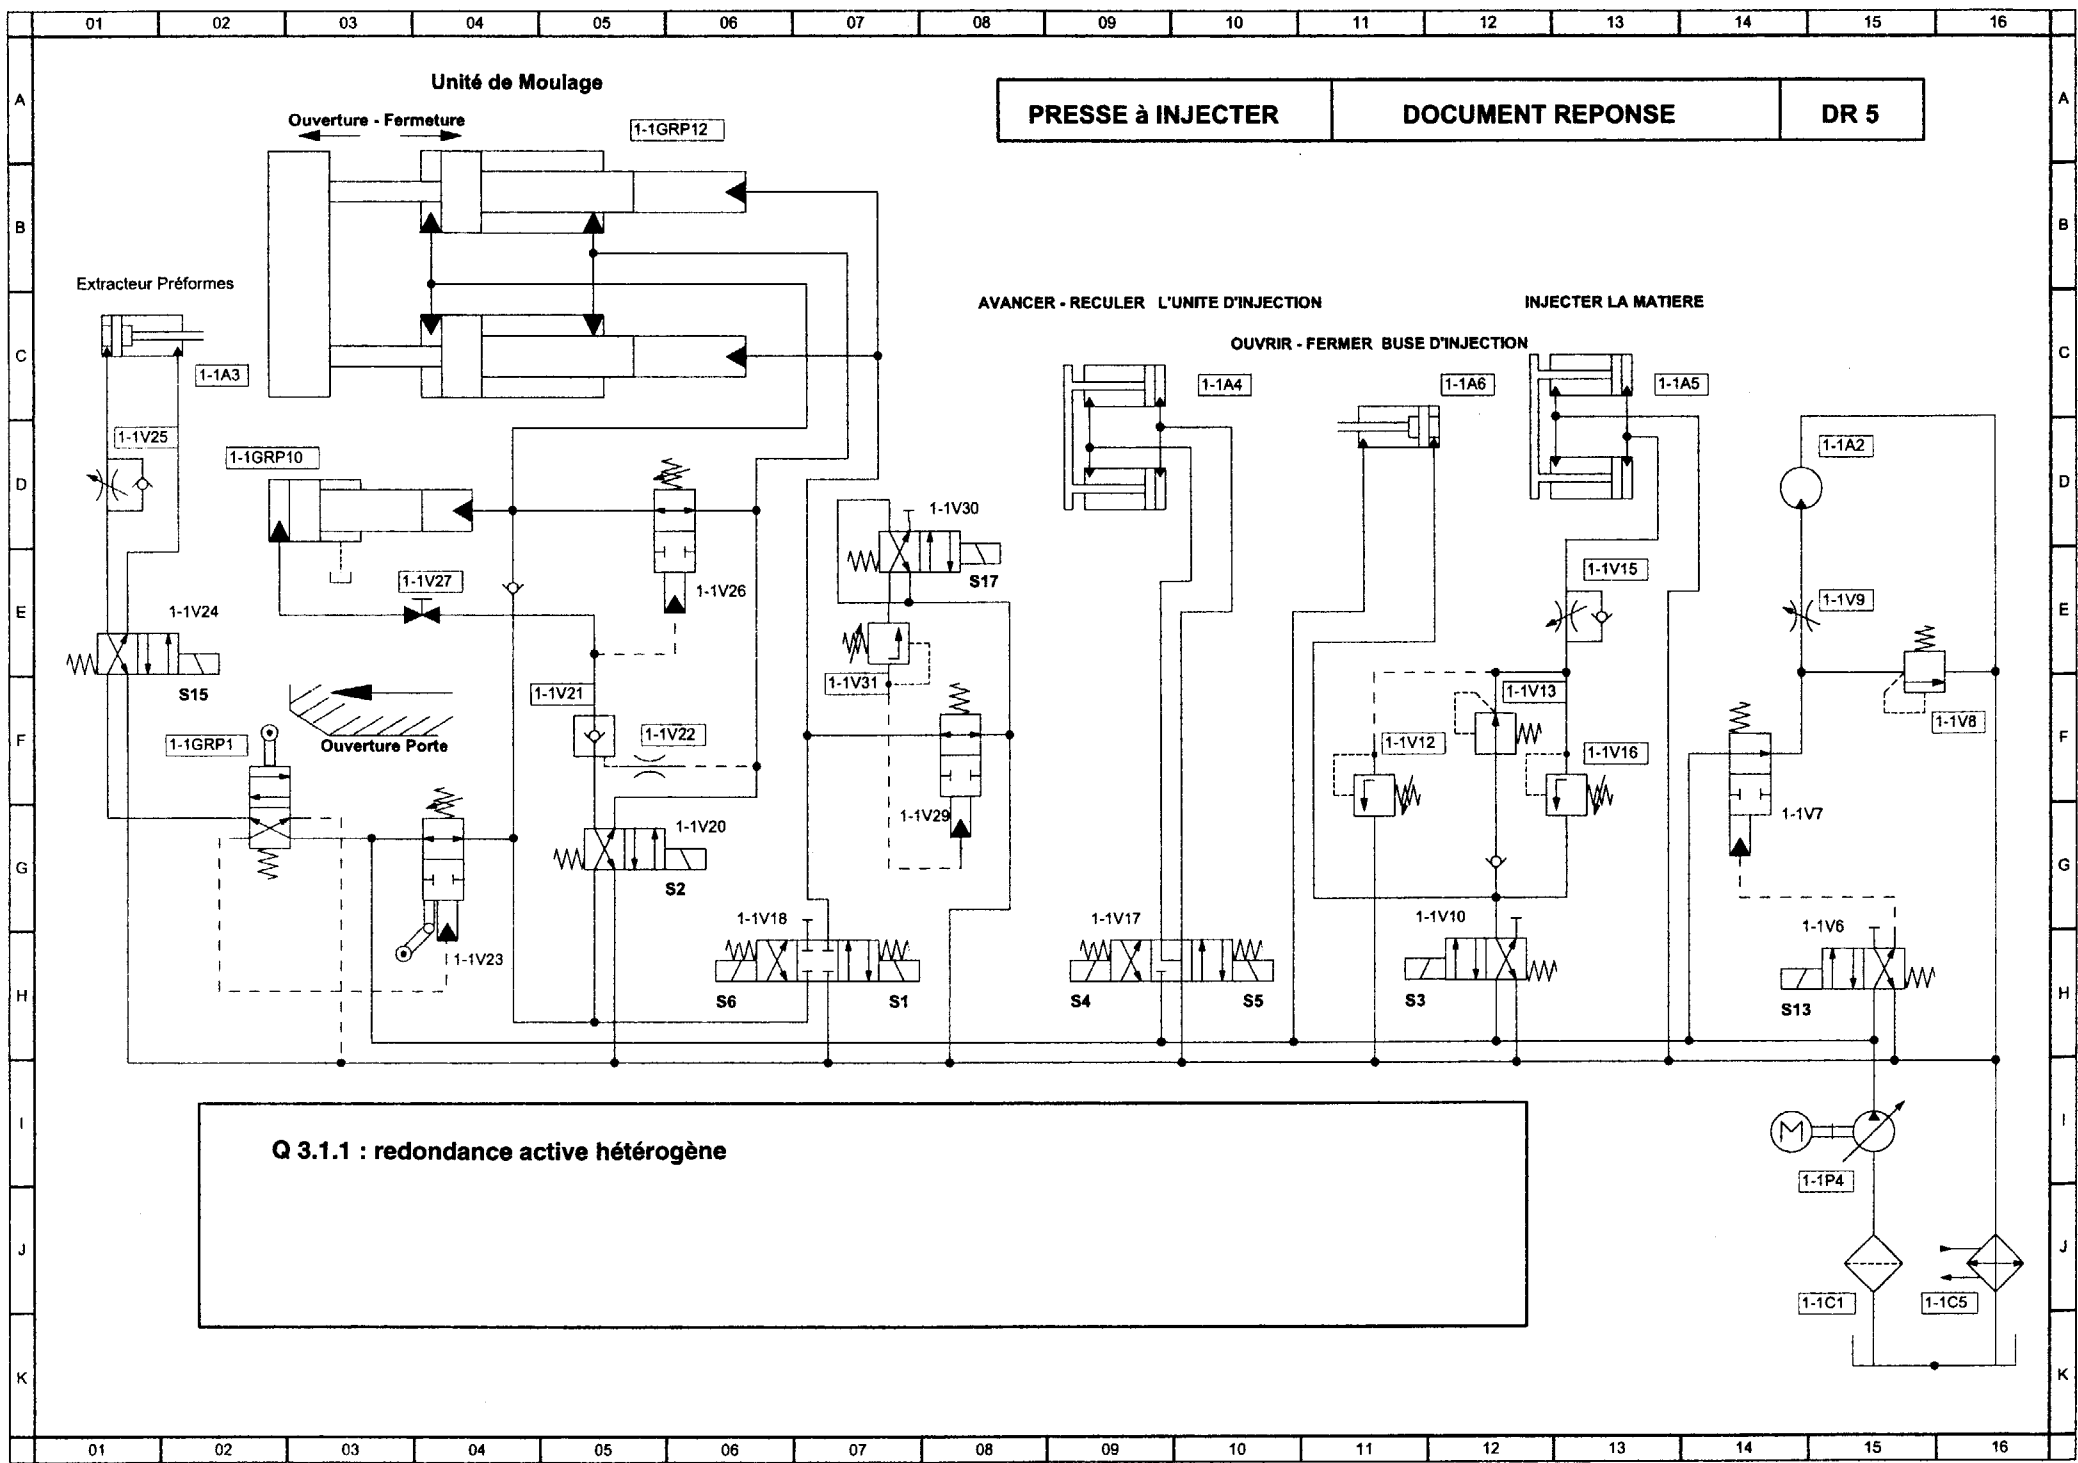 01 02 03 04 05 06 07 08 09 10 11 12 13 14 15 16
A
A
B
B
C
C
D
D
E
E
F
F
G
G
H
H
I
I
J
J
K
K
Unité de Moulage
Ouverture - Fermeture
1-1GRP12
PRESSE à INJECTER
DOCUMENT REPONSE
DR 5
Extracteur Préformes
AVANCER - RECULER L'UNITE D'INJECTION
INJECTER LA MATIERE
OUVRIR - FERMER BUSE D'INJECTION
1-1A3
1-1A4
1-1A6
1-1A5
1-1V25
1-1GRP10
1-1A2
1-1V30
S17
1-1V27
1-1V26
1-1V15
1-1V9
1-1V24
S15
1-1V31
1-1V21
1-1V13
1-1V8
1-1GRP1
Ouverture Porte
1-1V22
1-1V12
1-1V16
1-1V29
1-1V7
1-1V20
S2
1-1V18
1-1V17
1-1V10
1-1V6
1-1V23
S6
S1
S4
S5
S3
S13
Q 3.1.1 : redondance active hétérogène
M
1-1P4
1-1C1
1-1C5
01 02 03 04 05 06 07 08 09 10 11 12 13 14 15 16